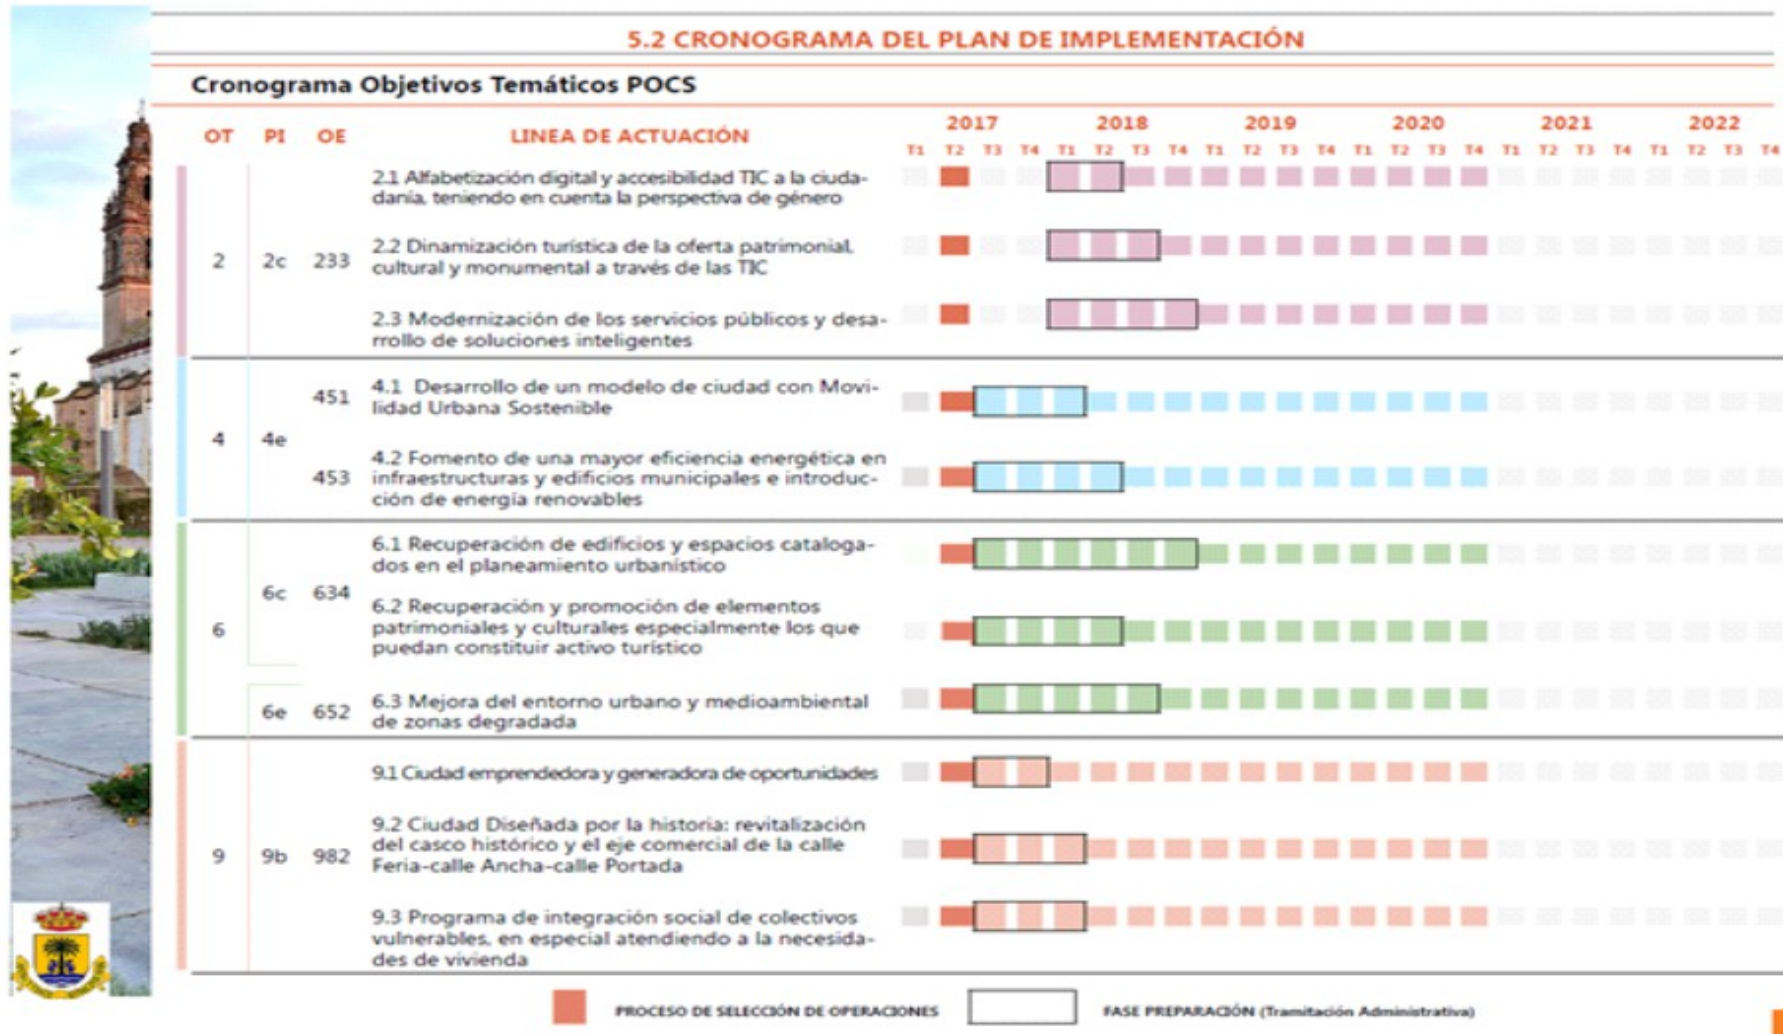 5.2 CRONOGRAMA DEL PLAN DE IMPLEMENTACIÓN
Cronograma Objetivos Temáticos POCS
OT PI OE LINEA DE ACTUACIÓN 2017 2018 2019 2020 2021 2022
T1 T2 T3 T4 T1 T2 T3 T4 T1 T2 T3 T4 T1 T2 T3 T4 T1 T2 T3 T4 T1 T2 T3 T4
2.1 Alfabetización digital y accesibilidad TIC a la ciuda-
danía, teniendo en cuenta la perspectiva de género
2 2c 233 2.2 Dinamización turística de la oferta patrimonial,
cultural y monumental a través de las TIC
2.3 Modernización de los servicios públicos y desa-
rrollo de soluciones inteligentes
4 4e
451 4.1 Desarrollo de un modelo de ciudad con Movi-
lidad Urbana Sostenible
453 4.2 Fomento de una mayor eficiencia energética en
infraestructuras y edificios municipales e introduc-
ción de energía renovables
6
6c 634
6.1 Recuperación de edificios y espacios cataloga-
dos en el planeamiento urbanístico
6.2 Recuperación y promoción de elementos
patrimoniales y culturales especialmente los que
puedan constituir activo turístico
6e 652 6.3 Mejora del entorno urbano y medioambiental
de zonas degradada
9.1 Ciudad emprendedora y generadora de oportunidades
9 9b 982 9.2 Ciudad Diseñada por la historia: revitalización
del casco histórico y el eje comercial de la calle
Feria-calle Ancha-calle Portada
9.3 Programa de integración social de colectivos
vulnerables, en especial atendiendo a la necesida-
des de vivienda
PROCESO DE SELECCIÓN DE OPERACIONES FASE PREPARACIÓN (Tramitación Administrativa)